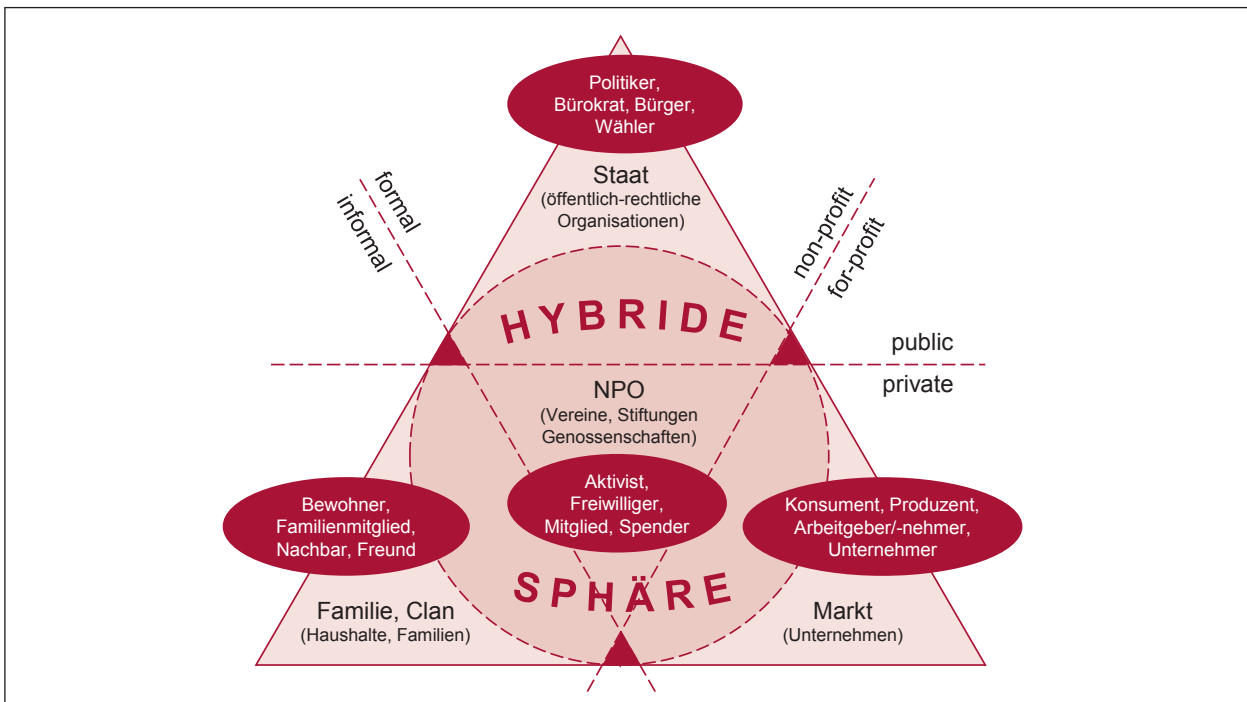 Politiker,
Bürokrat, Bürger,
Wähler
Staat
(öffentlich-rechtliche
Organisationen)
formal
informal
non-profit
for-profit
HYBRIDE
public
private
NPO
(Vereine, Stiftungen
Genossenschaften)
Bewohner,
Familienmitglied,
Nachbar, Freund
Aktivist,
Freiwilliger,
Mitglied, Spender
Konsument, Produzent,
Arbeitgeber/-nehmer,
Unternehmer
SPHÄRE
Familie, Clan
(Haushalte, Familien)
Markt
(Unternehmen)